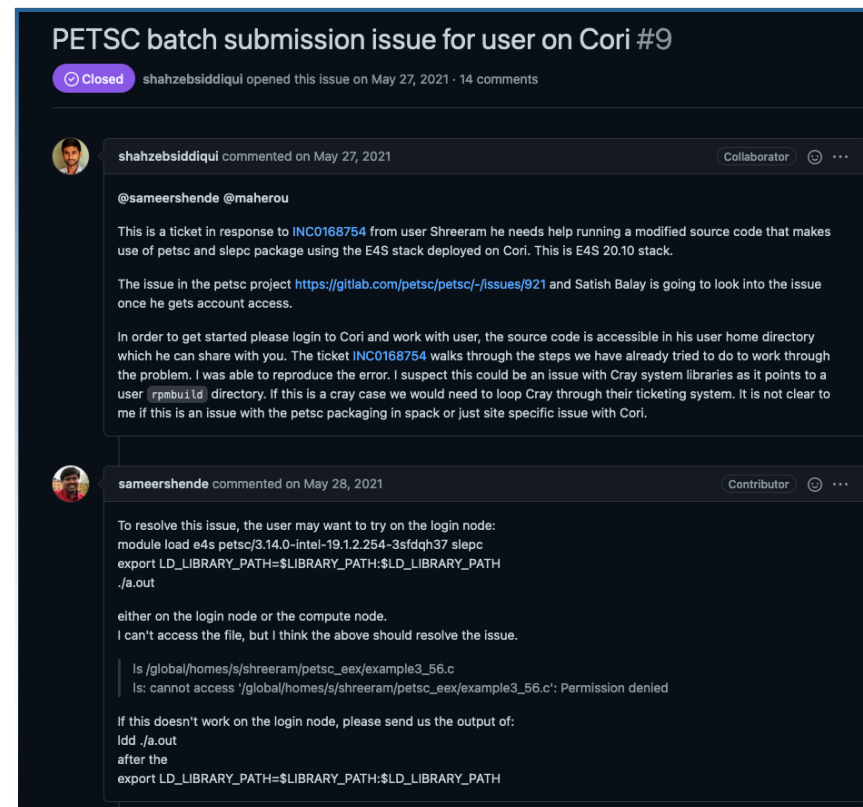 PETSC batch submission issue for user on Cori #9
Closed shahzebsiddiqui opened this issue on May 27, 2021 · 14 comments
shahzebsiddiqui commented on May 27, 2021 Collaborator
@sameershende @maherou
This is a ticket in response to INC0168754 from user Shreeram he needs help running a modified source code that makes
use of petsc and slepc package using the E4S stack deployed on Cori. This is E4S 20.10 stack.
The issue in the petsc project https://gitlab.com/petsc/petsc/-/issues/921 and Satish Balay is going to look into the issue
once he gets account access.
In order to get started please login to Cori and work with user, the source code is accessible in his user home directory
which he can share with you. The ticket INC0168754 walks through the steps we have already tried to do to work through
the problem. I was able to reproduce the error. I suspect this could be an issue with Cray system libraries as it points to a
user rpmbuild directory. If this is a cray case we would need to loop Cray through their ticketing system. It is not clear to
me if this is an issue with the petsc packaging in spack or just site specific issue with Cori.
sameershende commented on May 28, 2021 Contributor
To resolve this issue, the user may want to try on the login node:
module load e4s petsc/3.14.0-intel-19.1.2.254-3sfdqh37 slepc
export LD_LIBRARY_PATH=$LIBRARY_PATH:$LD_LIBRARY_PATH
./a.out
either on the login node or the compute node.
I can't access the file, but I think the above should resolve the issue.
ls /global/homes/s/shreeram/petsc_eex/example3_56.c
ls: cannot access '/global/homes/s/shreeram/petsc_eex/example3_56.c': Permission denied
If this doesn't work on the login node, please send us the output of:
ldd ./a.out
after the
export LD_LIBRARY_PATH=$LIBRARY_PATH:$LD_LIBRARY_PATH